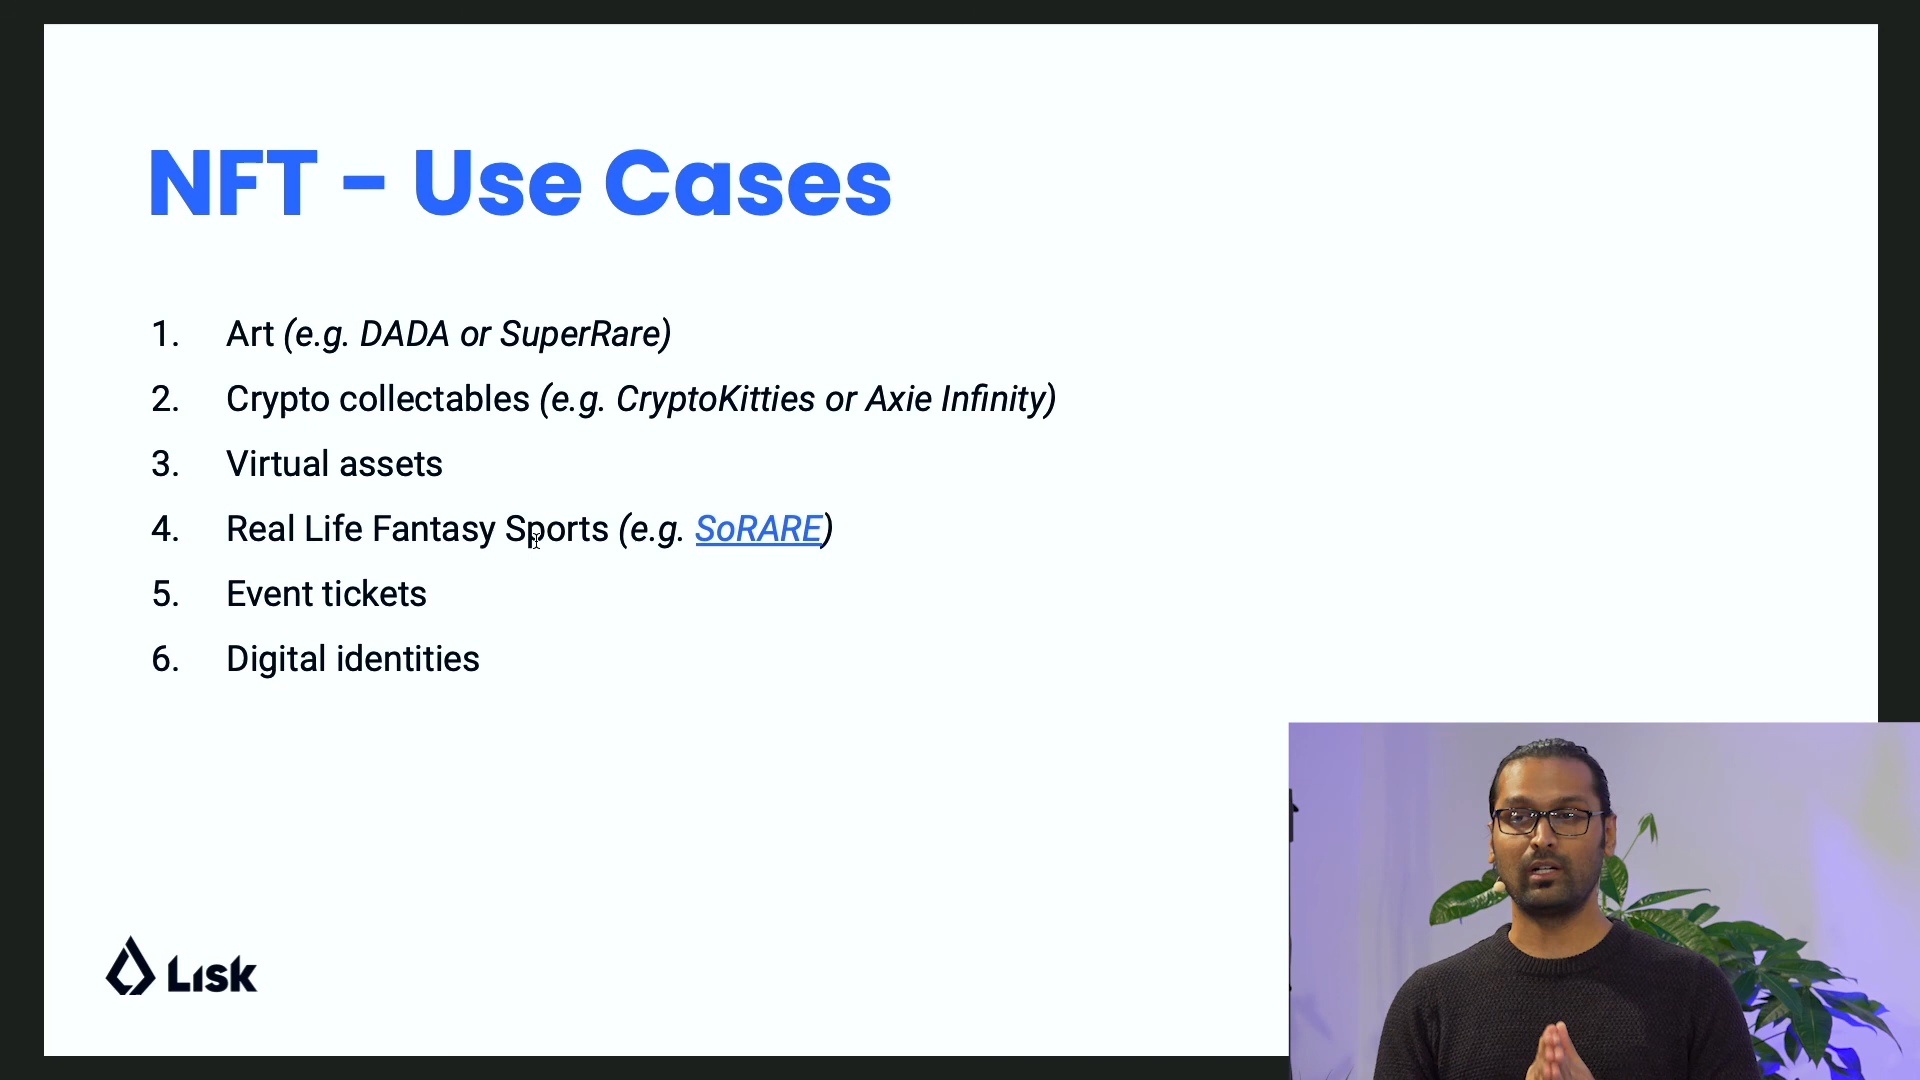 NFT - Use Cases
1. Art (e.g. DADA or SuperRare)
2. Crypto collectables (e.g. CryptoKitties or Axie Infinity)
3. Virtual assets
4. Real Life Fantasy Sports (e.g. SoRARE)
5. Event tickets
6. Digital identities
Lisk